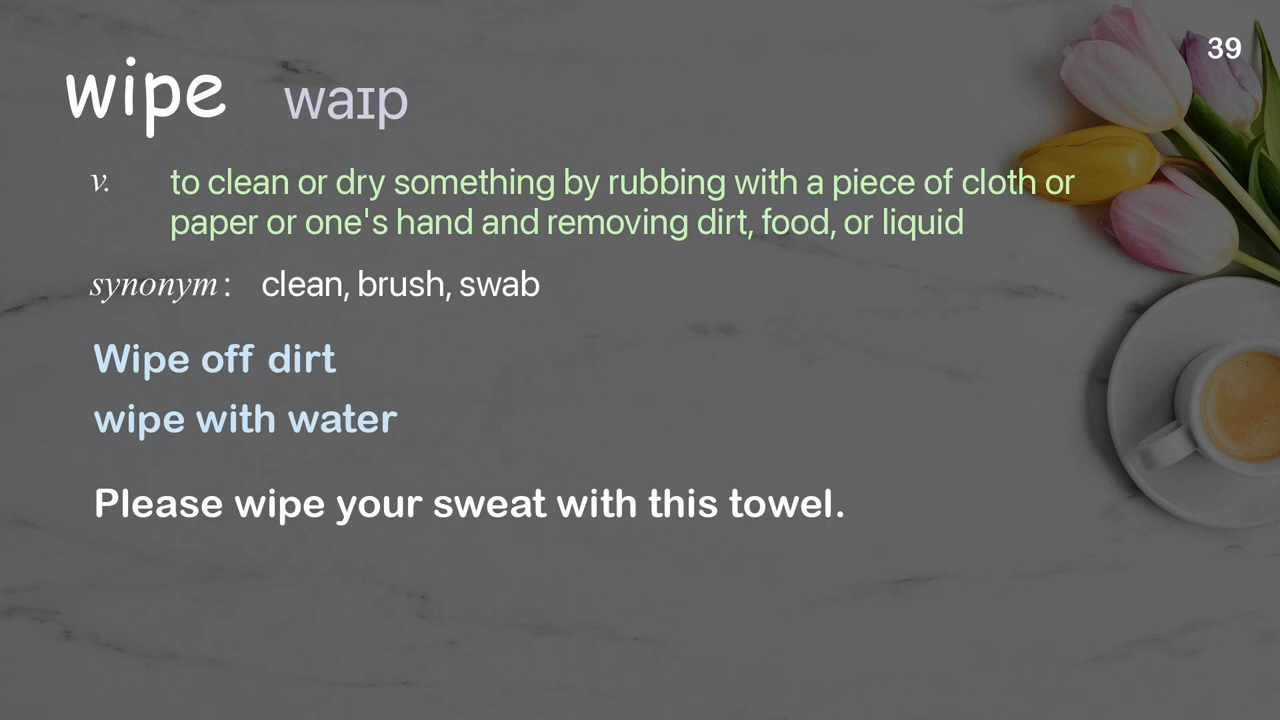 39
wipe waɪp
v. to clean or dry something by rubbing with a piece of cloth or
paper or one's hand and removing dirt, food, or liquid
synonym : clean, brush, swab
Wipe off dirt
wipe with water
Please wipe your sweat with this towel.